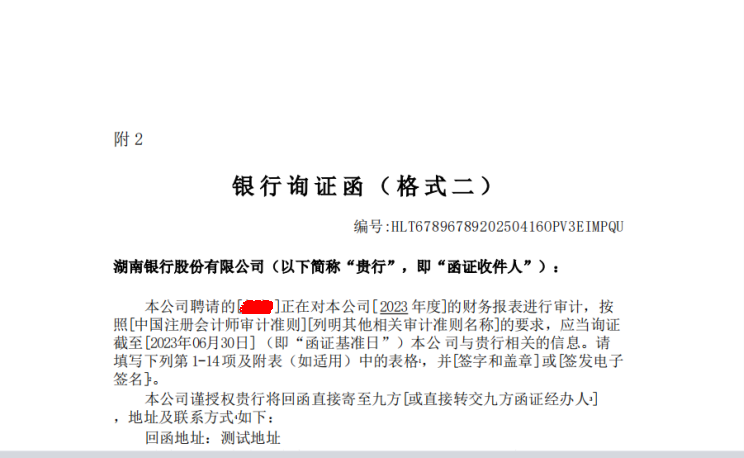 附 2
银行询证函（格式二）
编号:HLT67896789202504160PV3EIMPQU
湖南银行股份有限公司（以下简称“贵行”，即“函证收件人”）：
本公司聘请的[ ]正在对本公司[2023 年度]的财务报表进行审计，按
照[中国注册会计师审计准则][列明其他相关审计准则名称]的要求，应当询证
截至[2023年06月30日]（即“函证基准日”）本公司与贵行相关的信息。请
填写下列第 1-14 项及附表（如适用）中的表格，并[签字和盖章]或[签发电子
签名]。
本公司谨授权贵行将回函直接寄至九方[或直接转交九方函证经办人]
，地址及联系方式如下：
回函地址：测试地址